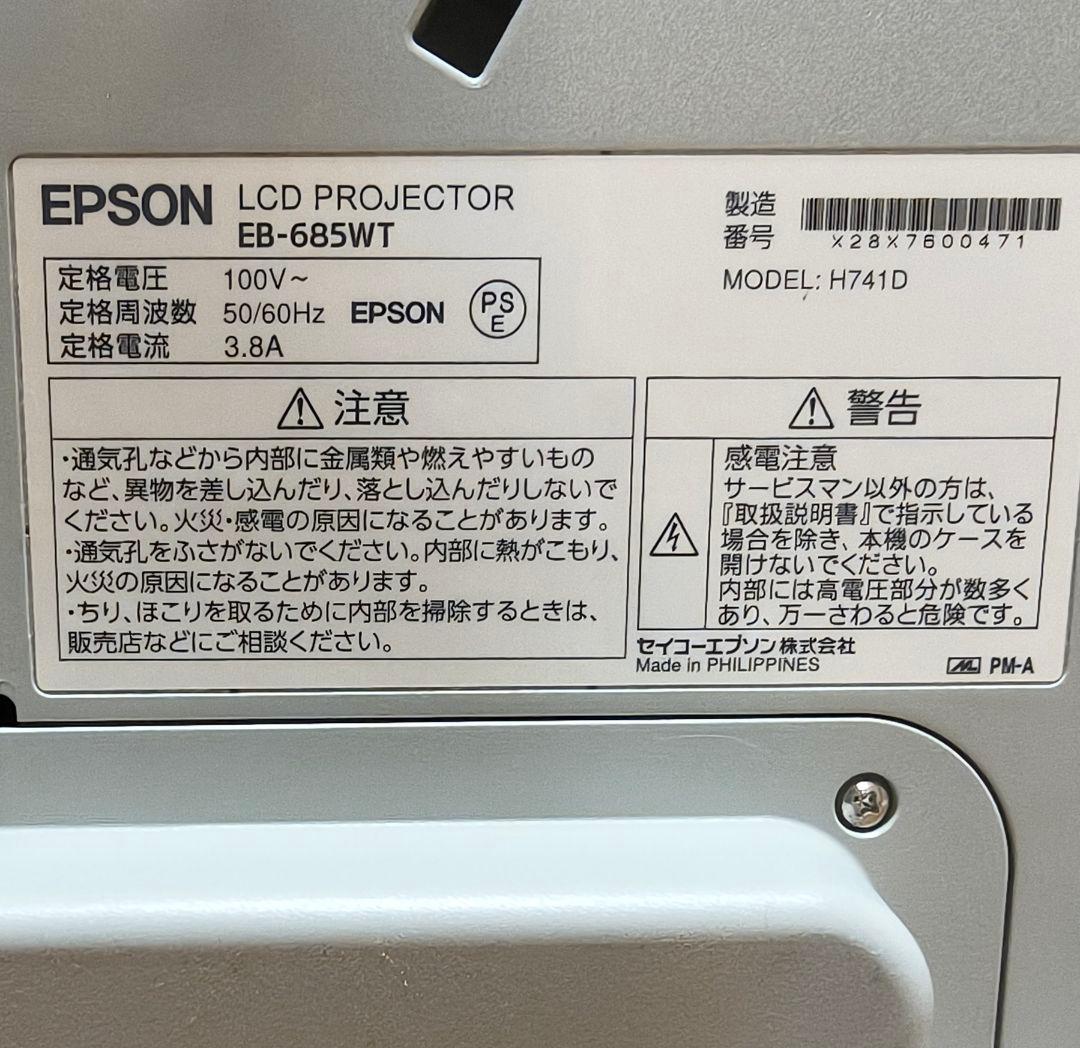 EPSON LCD PROJECTOR
EB-685WT
製造
番号
X28X7600471
MODEL: H741D
定格電圧 100V~
定格周波数 50/60Hz EPSON PS
E
定格電流 3.8A
注意
・通気孔などから内部に金属類や燃えやすいもの
など、異物を差し込んだり、落とし込んだりしないで
ください。火災・感電の原因になることがあります。
・通気孔をふさがないでください。内部に熱がこもり、
火災の原因になることがあります。
・ちり、ほこりを取るために内部を掃除するときは、
販売店などにご相談ください。
警告
感電注意
サービスマン以外の方は、
『取扱説明書』で指示している
場合を除き、本機のケースを
開けないでください。
内部には高電圧部分が数多く
あり、万一さわると危険です。
セイコーエプソン株式会社
Made in PHILIPPINES
PM-A